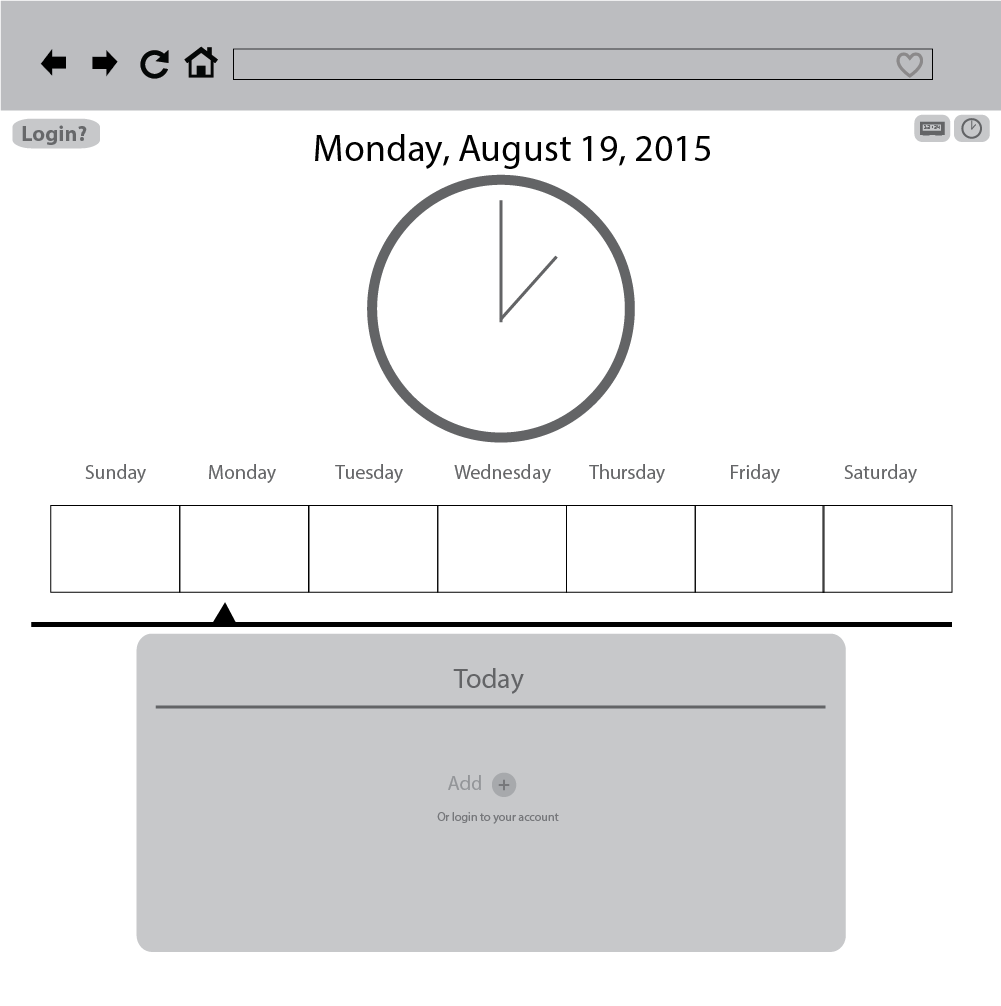 Login?
Monday, August 19, 2015
Sunday Monday Tuesday Wednesday Thursday Friday Saturday
Today
Add +
Or login to your account